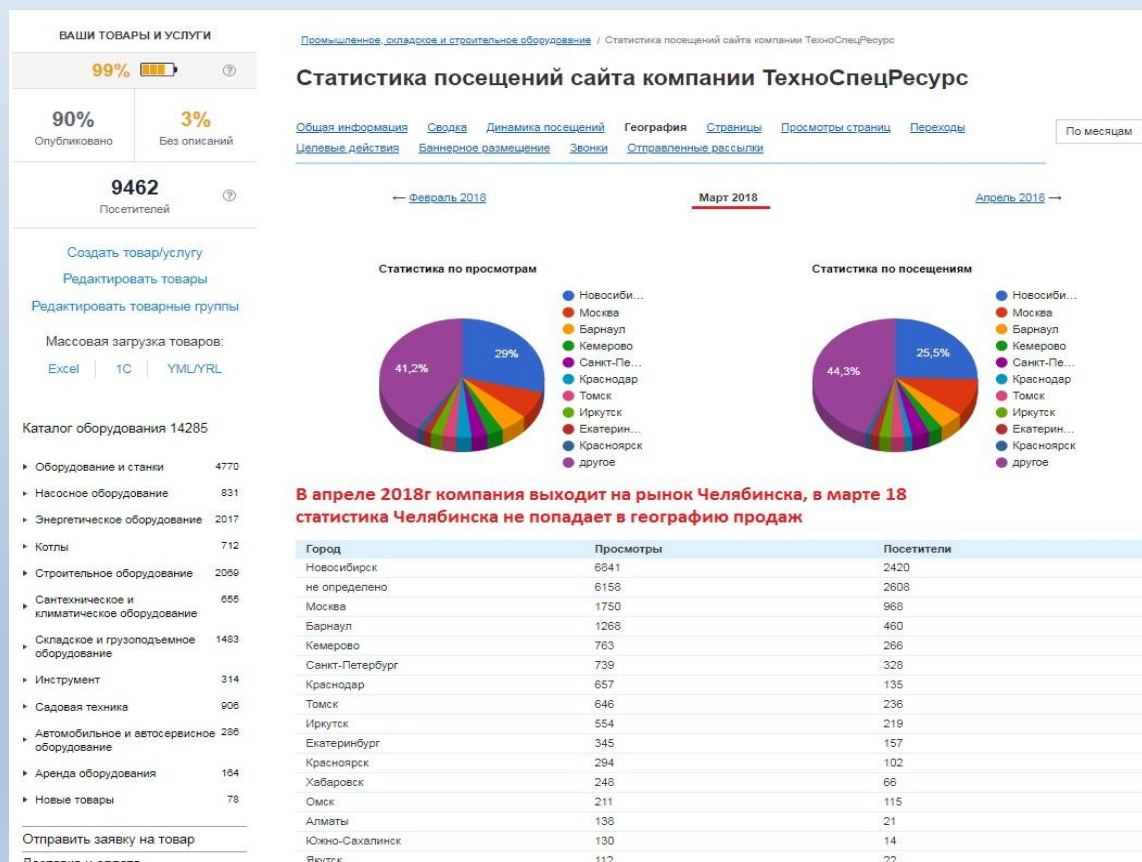 ВАШИ ТОВАРЫ И УСЛУГИ
99%
?
90%
Опубликовано
3%
Без описаний
9462
Посетителей
?
Создать товар/услугу
Редактировать товары
Редактировать товарные группы
Массовая загрузка товаров:
Excel 1С YML/YRL
Каталог оборудования 14285
Оборудование и станки 4770
Насосное оборудование 831
Энергетическое оборудование 2017
Котлы 712
Строительное оборудование 2069
Сантехническое и 655
климатическое оборудование
Складское и грузоподъемное 1483
оборудование
Инструмент 314
Садовая техника 906
Автомобильное и автосервисное 286
оборудование
Аренда оборудования 164
Новые товары 78
Отправить заявку на товар
Доставка и оплата
Промышленное, складское и строительное оборудование / Статистика посещений сайта компании ТехноСпецРесурс
Статистика посещений сайта компании ТехноСпецРесурс
Общая информация Сводка Динамика посещений География Страницы Просмотры страниц Переходы
Целевые действия Баннерное размещение Звонки Отправленные рассылки
По месяцам
← Февраль 2018 Март 2018 Апрель 2018 →
Статистика по просмотрам
41,2%
29%
Новосиби...
Москва
Барнаул
Кемерово
Санкт-Пе...
Краснодар
Томск
Иркутск
Екатерин...
Красноярск
другое
Статистика по посещениям
44,3%
25,5%
Новосиби...
Москва
Барнаул
Кемерово
Санкт-Пе...
Краснодар
Томск
Иркутск
Екатерин...
Красноярск
другое
В апреле 2018г компания выходит на рынок Челябинска, в марте 18
статистика Челябинска не попадает в географию продаж
Город Просмотры Посетители
Новосибирск 6841 2420
не определено 6158 2608
Москва 1750 968
Барнаул 1268 460
Кемерово 763 266
Санкт-Петербург 739 328
Краснодар 657 135
Томск 646 236
Иркутск 554 219
Екатеринбург 345 157
Красноярск 294 102
Хабаровск 248 66
Омск 211 115
Алматы 138 21
Южно-Сахалинск 130 14
Якутск 112 22